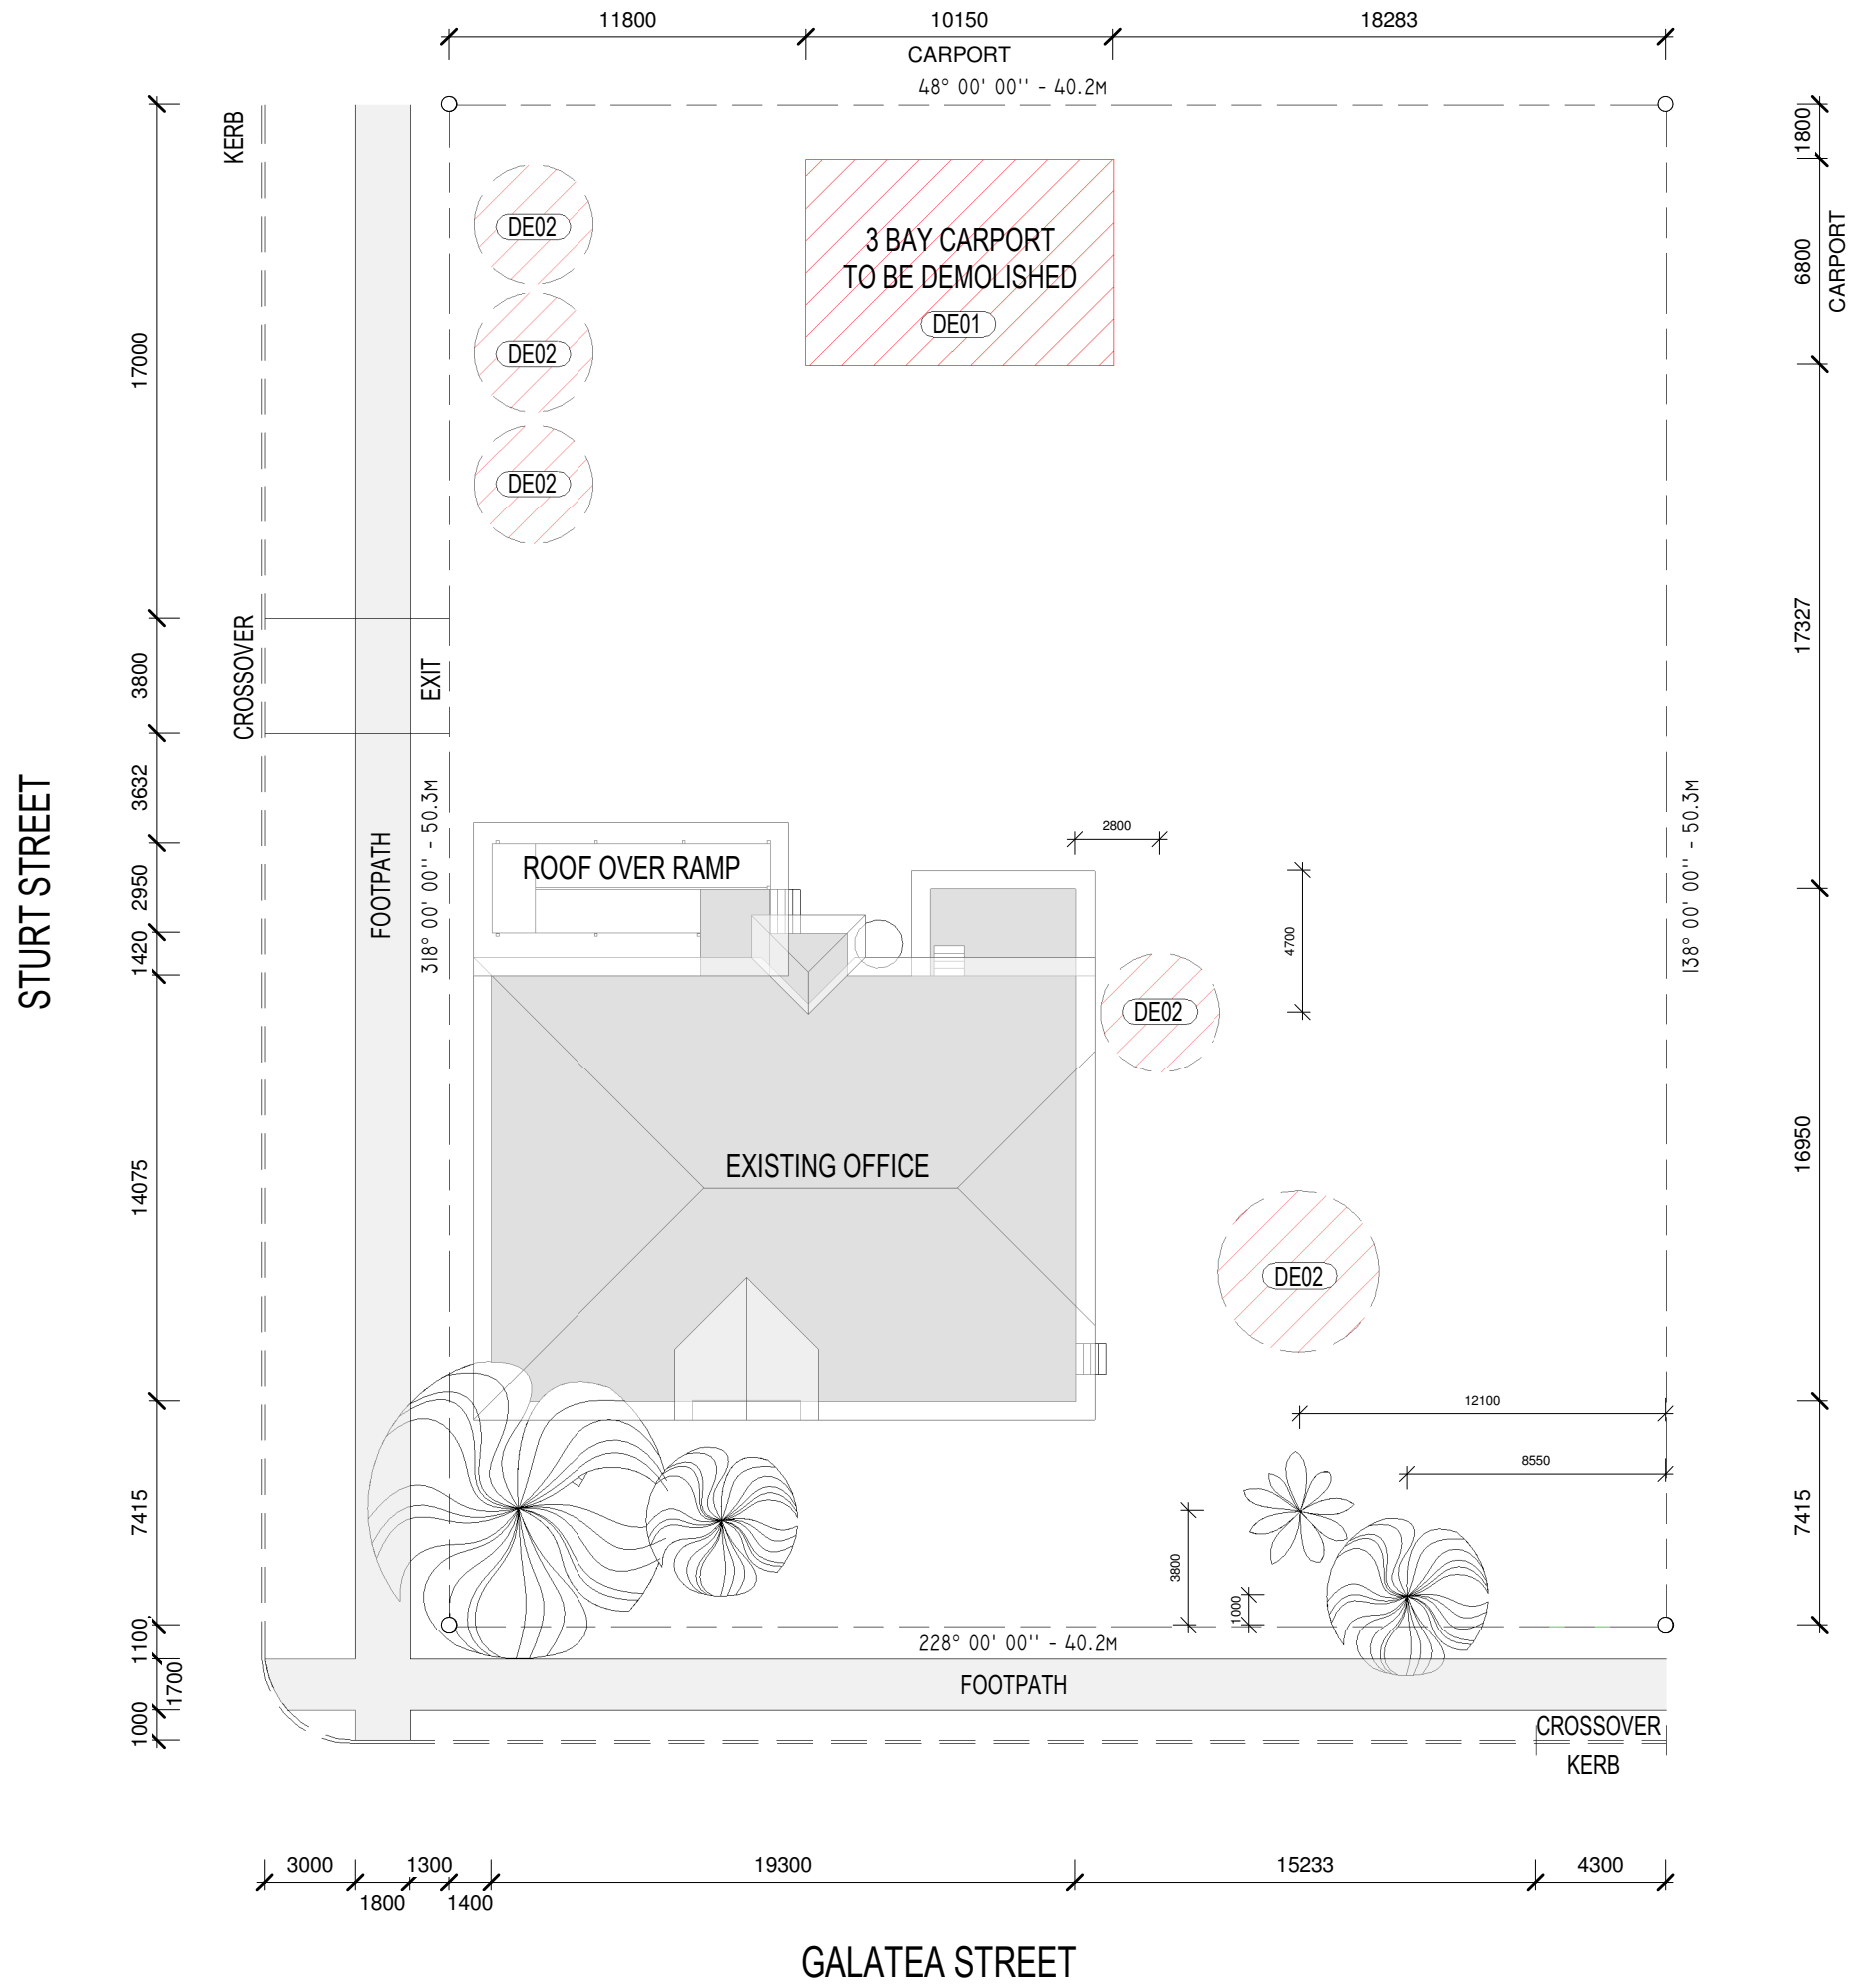 11800
10150
18283
CARPORT
48° 00' 00'' - 40.2M
KERB
1800
DE02
3 BAY CARPORT
TO BE DEMOLISHED
DE01
6800
CARPORT
DE02
17000
DE02
17327
CROSSOVER
3800
EXIT
3632
STURT STREET
FOOTPATH
318° 00' 00'' - 50.3M
138° 00' 00'' - 50.3M
ROOF OVER RAMP
2800
2950
4700
1420
DE02
EXISTING OFFICE
14075
16950
DE02
12100
8550
7415
7415
3800
1000
1100
228° 00' 00'' - 40.2M
1700
FOOTPATH
1000
CROSSOVER
KERB
3000
1300
19300
15233
4300
1800
1400
GALATEA STREET